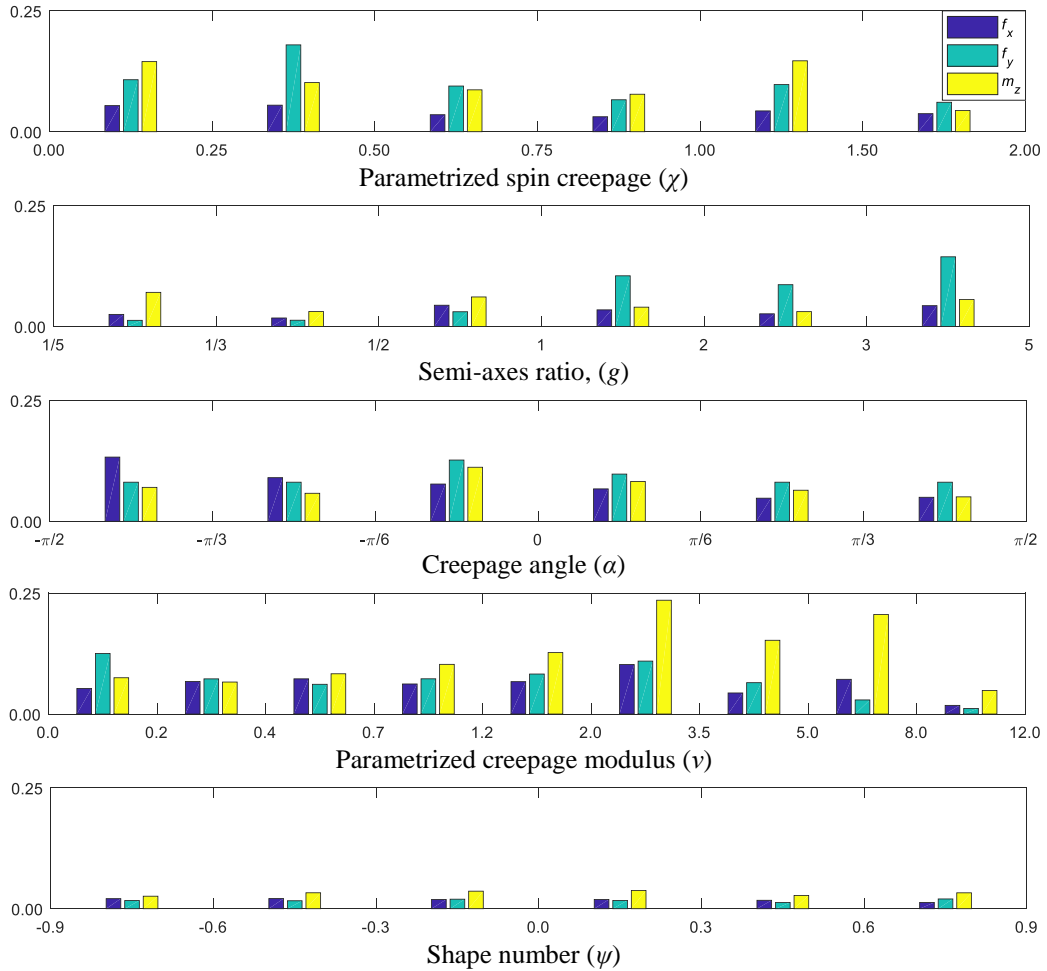 0.25
f_x
f_y
m_z
0.00
0.00 0.25 0.50 0.75 1.00 1.50 2.00
Parametrized spin creepage (χ)
0.25
0.00
1/5 1/3 1/2 1 2 3 5
Semi-axes ratio, (g)
0.25
0.00
-π/2 -π/3 -π/6 0 π/6 π/3 π/2
Creepage angle (α)
0.25
0.00
0.0 0.2 0.4 0.7 1.2 2.0 3.5 5.0 8.0 12.0
Parametrized creepage modulus (ν)
0.25
0.00
-0.9 -0.6 -0.3 0.0 0.3 0.6 0.9
Shape number (ψ)